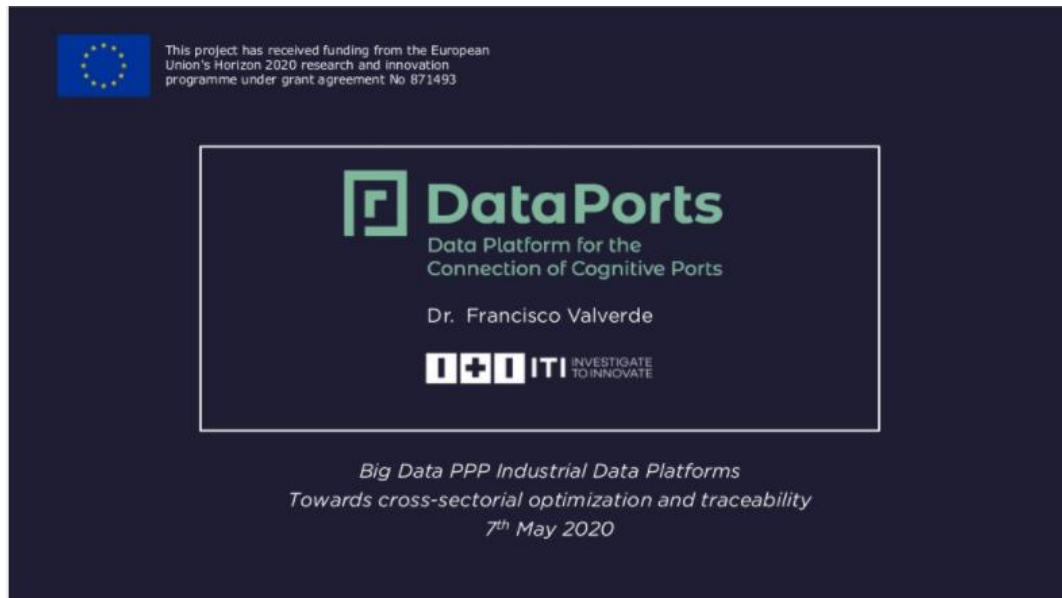 This project has received funding from the European
Union's Horizon 2020 research and innovation
programme under grant agreement No 871493
DataPorts
Data Platform for the
Connection of Cognitive Ports
Dr. Francisco Valverde
I+I ITI INVESTIGATE
TO INNOVATE
Big Data PPP Industrial Data Platforms
Towards cross-sectorial optimization and traceability
7th May 2020